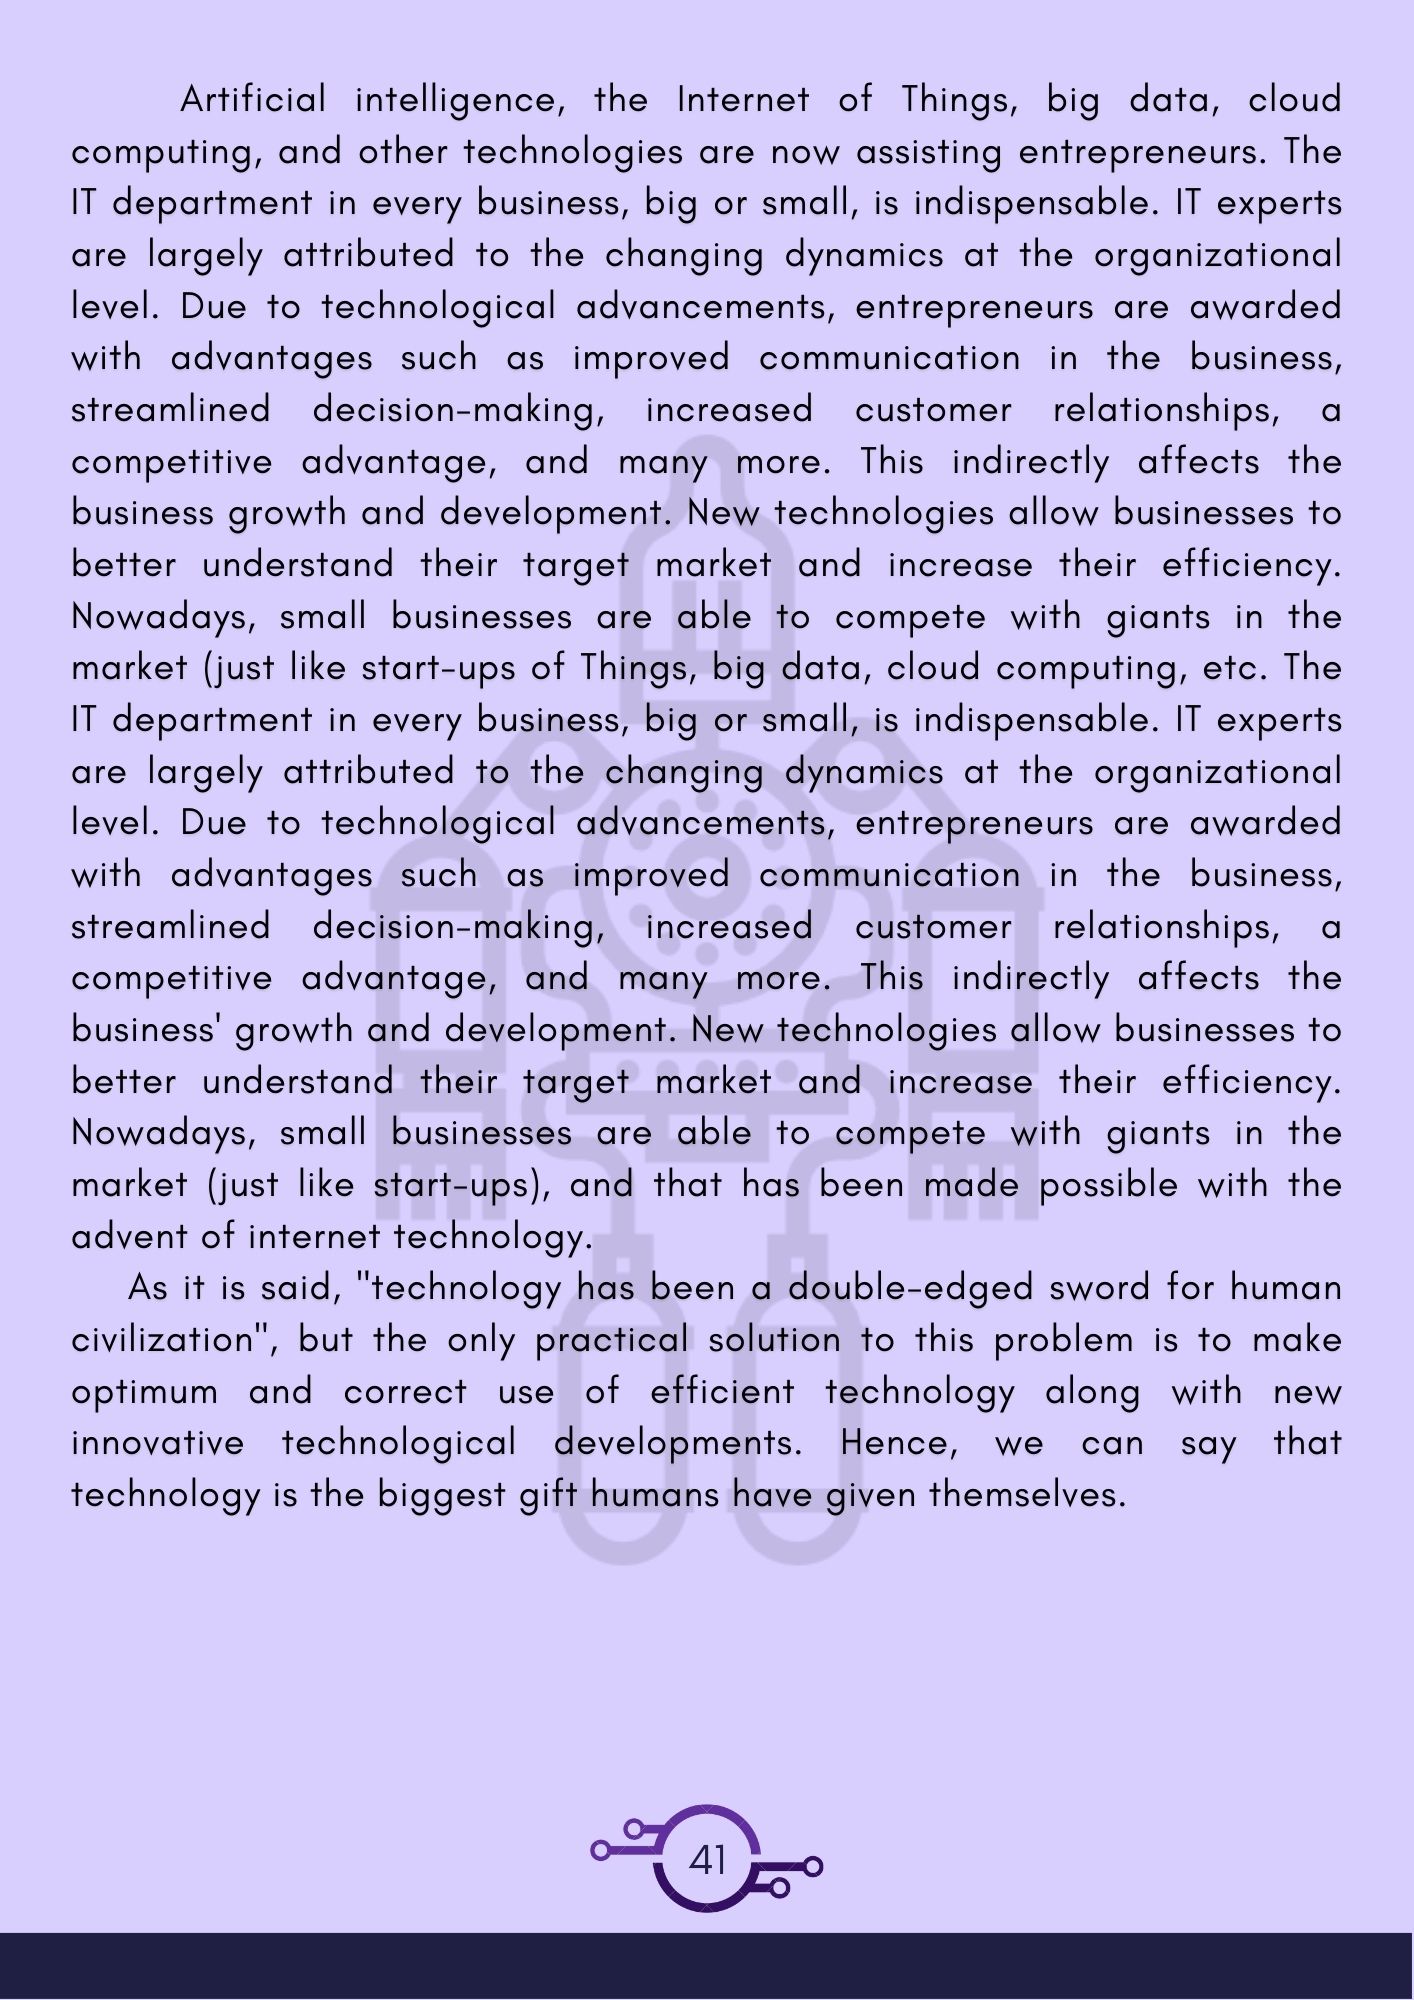 Artificial intelligence, the Internet of Things, big data, cloud
computing, and other technologies are now assisting entrepreneurs. The
IT department in every business, big or small, is indispensable. IT experts
are largely attributed to the changing dynamics at the organizational
level. Due to technological advancements, entrepreneurs are awarded
with advantages such as improved communication in the business,
streamlined decision-making, increased customer relationships, a
competitive advantage, and many more. This indirectly affects the
business growth and development. New technologies allow businesses to
better understand their target market and increase their efficiency.
Nowadays, small businesses are able to compete with giants in the
market (just like start-ups of Things, big data, cloud computing, etc. The
IT department in every business, big or small, is indispensable. IT experts
are largely attributed to the changing dynamics at the organizational
level. Due to technological advancements, entrepreneurs are awarded
with advantages such as improved communication in the business,
streamlined decision-making, increased customer relationships, a
competitive advantage, and many more. This indirectly affects the
business' growth and development. New technologies allow businesses to
better understand their target market and increase their efficiency.
Nowadays, small businesses are able to compete with giants in the
market (just like start-ups), and that has been made possible with the
advent of internet technology.
As it is said, "technology has been a double-edged sword for human
civilization", but the only practical solution to this problem is to make
optimum and correct use of efficient technology along with new
innovative technological developments. Hence, we can say that
technology is the biggest gift humans have given themselves.
41